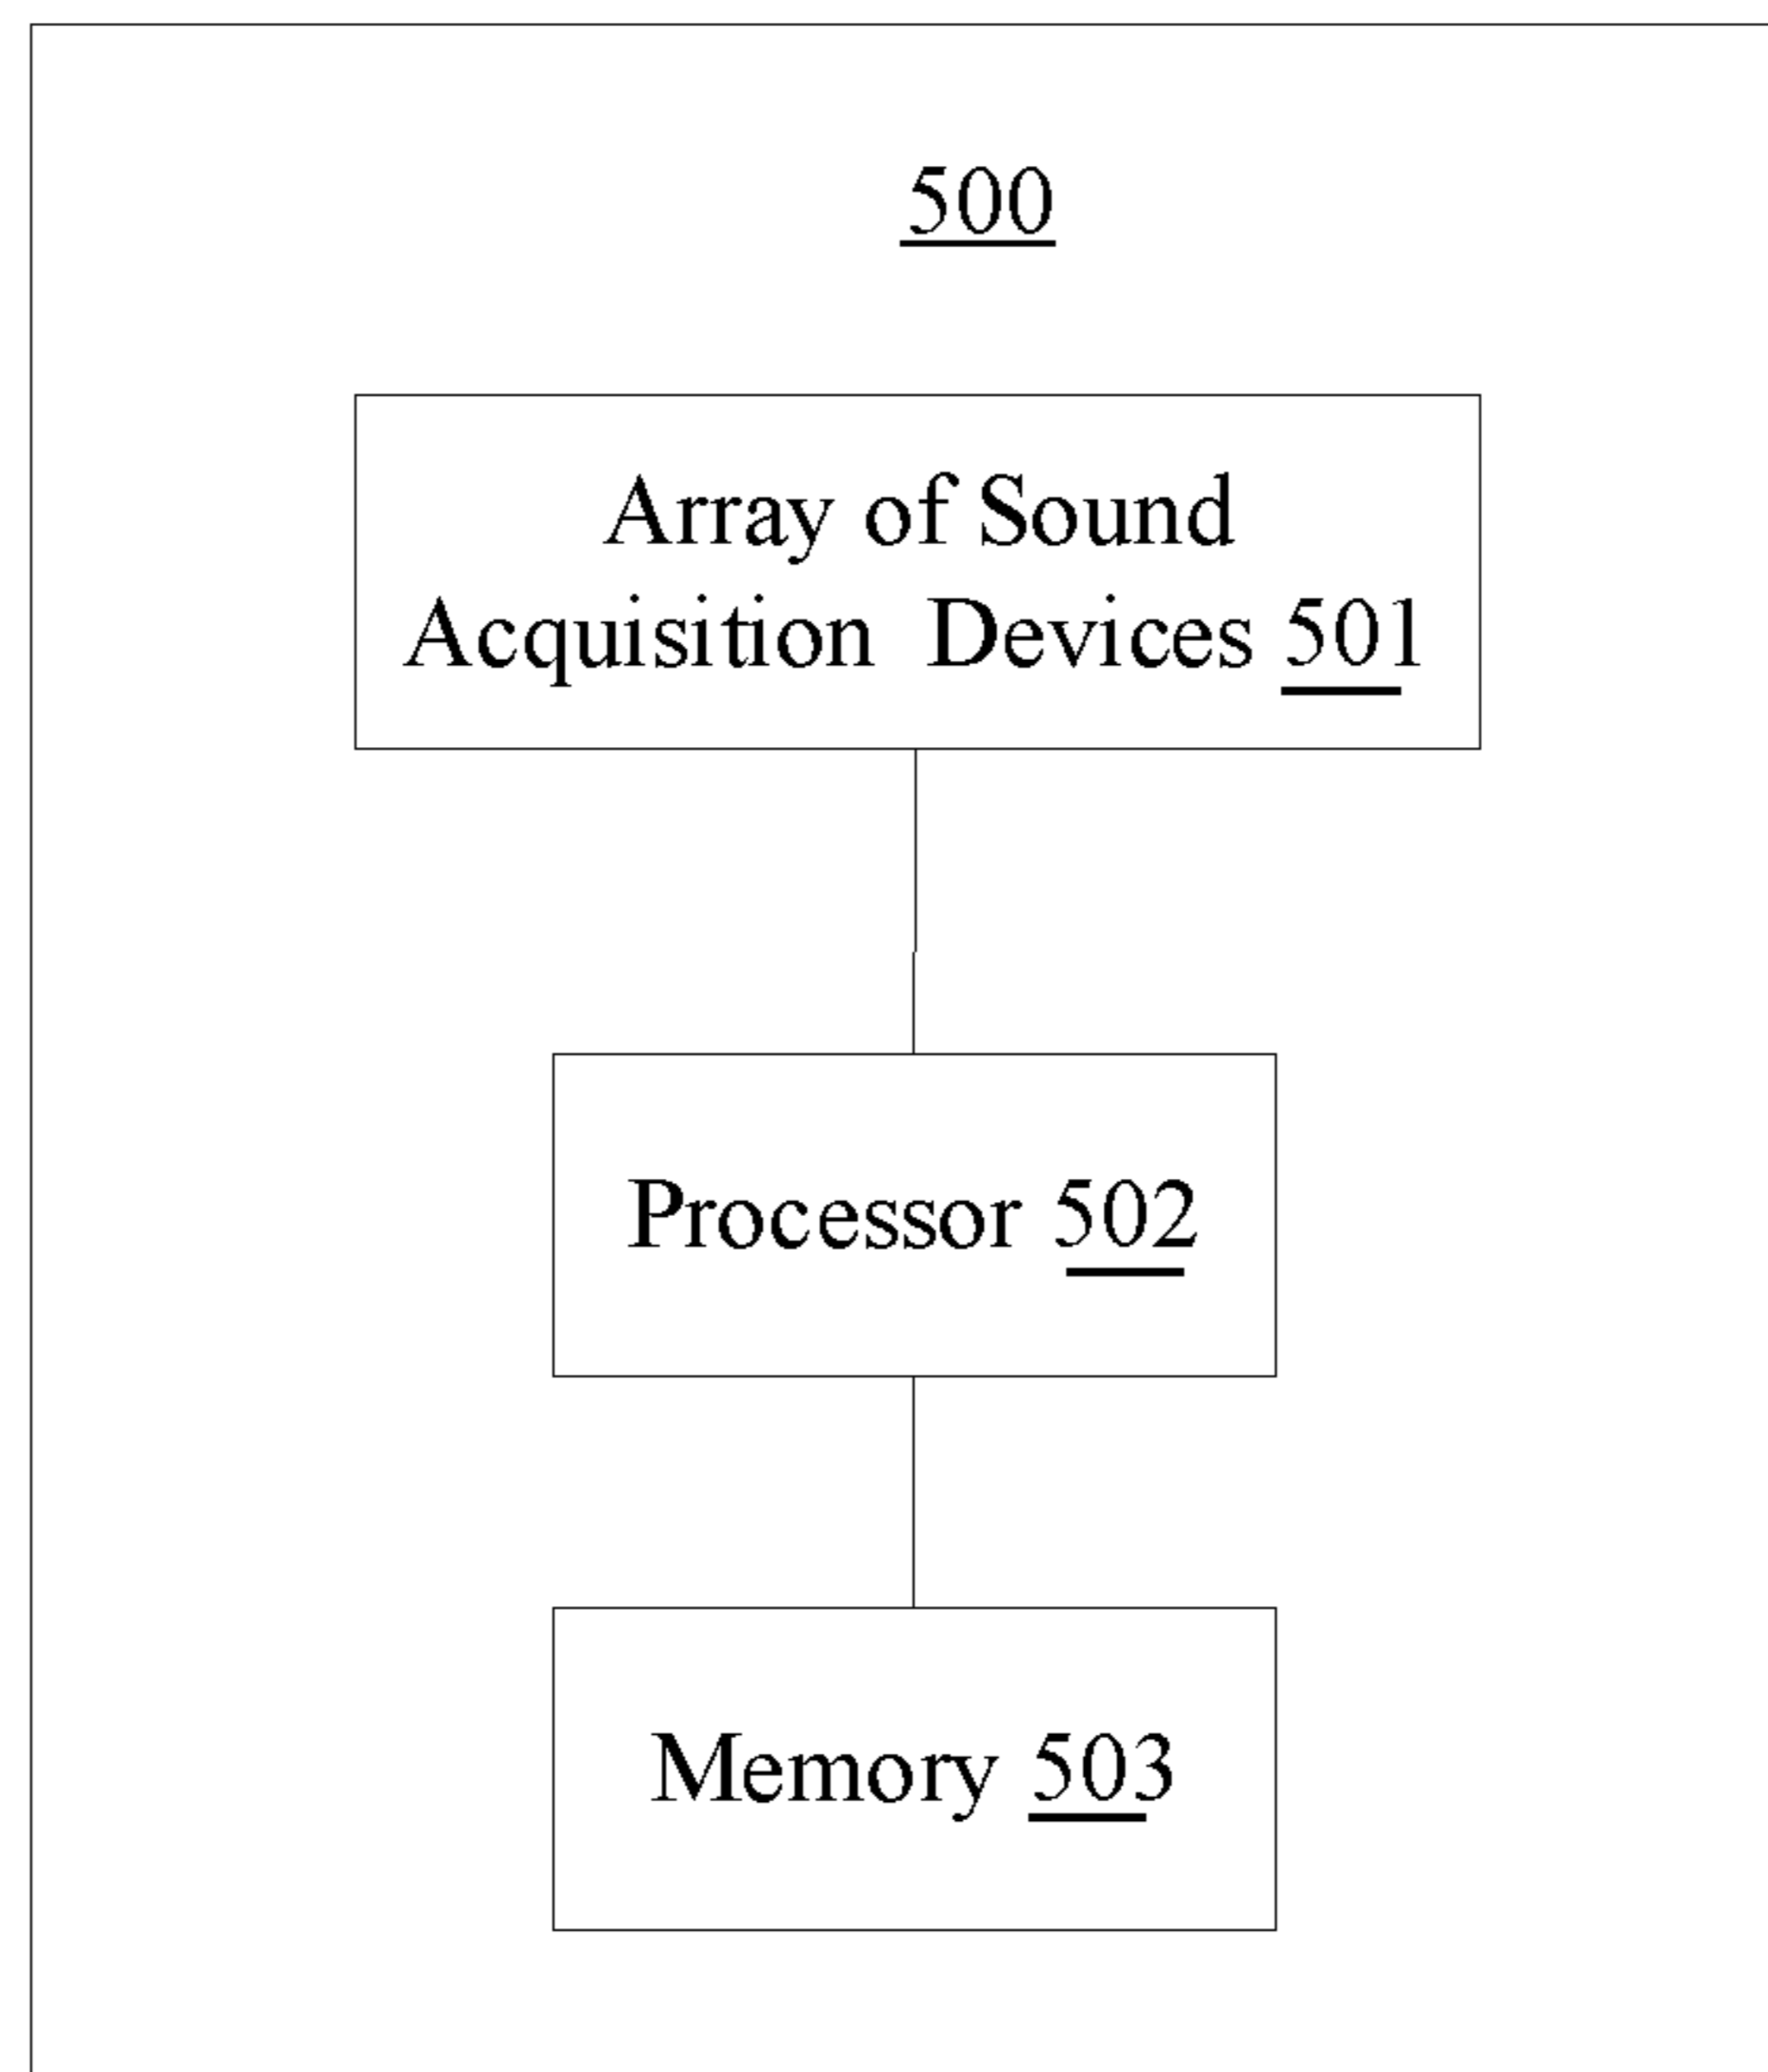 500
Array of Sound
Acquisition Devices 501
Processor 502
Memory 503